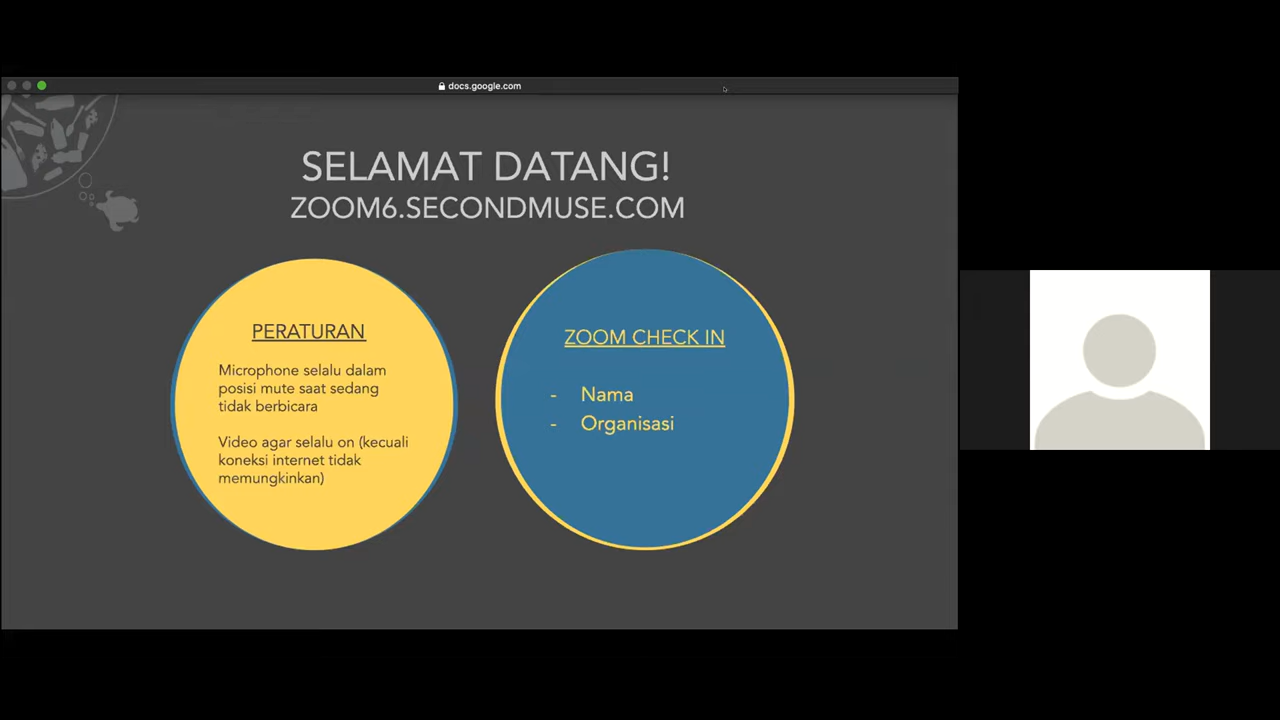 docs.google.com
SELAMAT DATANG!
ZOOM6.SECONDMUSE.COM
PERATURAN
Microphone selalu dalam
posisi mute saat sedang
tidak berbicara
Video agar selalu on (kecuali
koneksi internet tidak
memungkinkan)
ZOOM CHECK IN
- Nama
- Organisasi